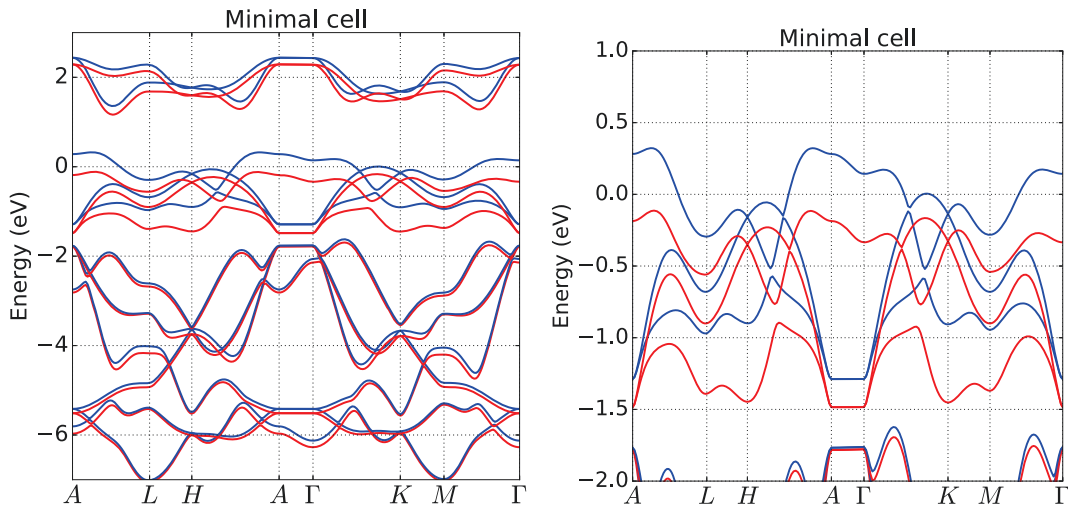 Minimal cell
Energy (eV)
2
0
−2
−4
−6
A L H A Γ K M Γ
Minimal cell
Energy (eV)
1.0
0.5
0.0
−0.5
−1.0
−1.5
−2.0
A L H A Γ K M Γ